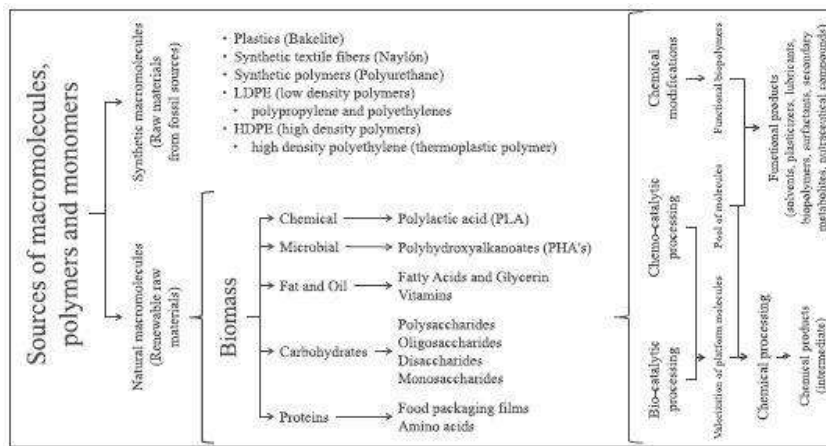 Sources of macromolecules,
polymers and monomers
Synthetic macromolecules
(Raw materials
from fossil sources)
• Plastics (Bakelite)
• Synthetic textile fibers (Naylón)
• Synthetic polymers (Polyurethane)
• LDPE (low density polymers)
• polypropylene and polyethylenes
• HDPE (high density polymers)
• high density polyethylene (thermoplastic polymer)
Natural macromolecules
(Renewable raw
materials)
Biomass
Chemical
Polylactic acid (PLA)
Microbial
Polyhydroxyalkanoates (PHA's)
Fat and Oil
Fatty Acids and Glycerin
Vitamins
Carbohydrates
Polysaccharides
Oligosaccharides
Disaccharides
Monosaccharides
Proteins
Food packaging films
Amino acids
Chemical
modifications
Functional biopolymers
Functional products
(solvents, plasticizers, lubricants,
biopolymers, surfactants, secondary
metabolites, nutraceutical compounds)
Chemo-catalytic
processing
Pool of molecules
Bio-catalytic
processing
Valorization of platform molecules
Chemical processing
Chemical products
(intermediate)